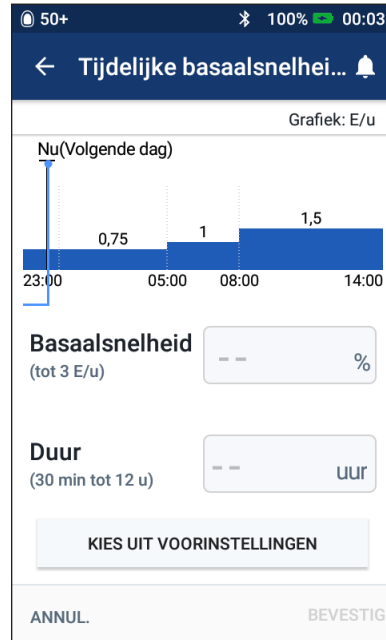 50+ 100% 00:03
Tijdelijke basaalsnelhei...
Grafiek: E/u
Nu(Volgende dag)
0,75 1 1,5
23:00 05:00 08:00 14:00
Basaalsnelheid
(tot 3 E/u)
-- %
Duur
(30 min tot 12 u)
-- uur
KIES UIT VOORINSTELLINGEN
ANNUL. BEVESTIG